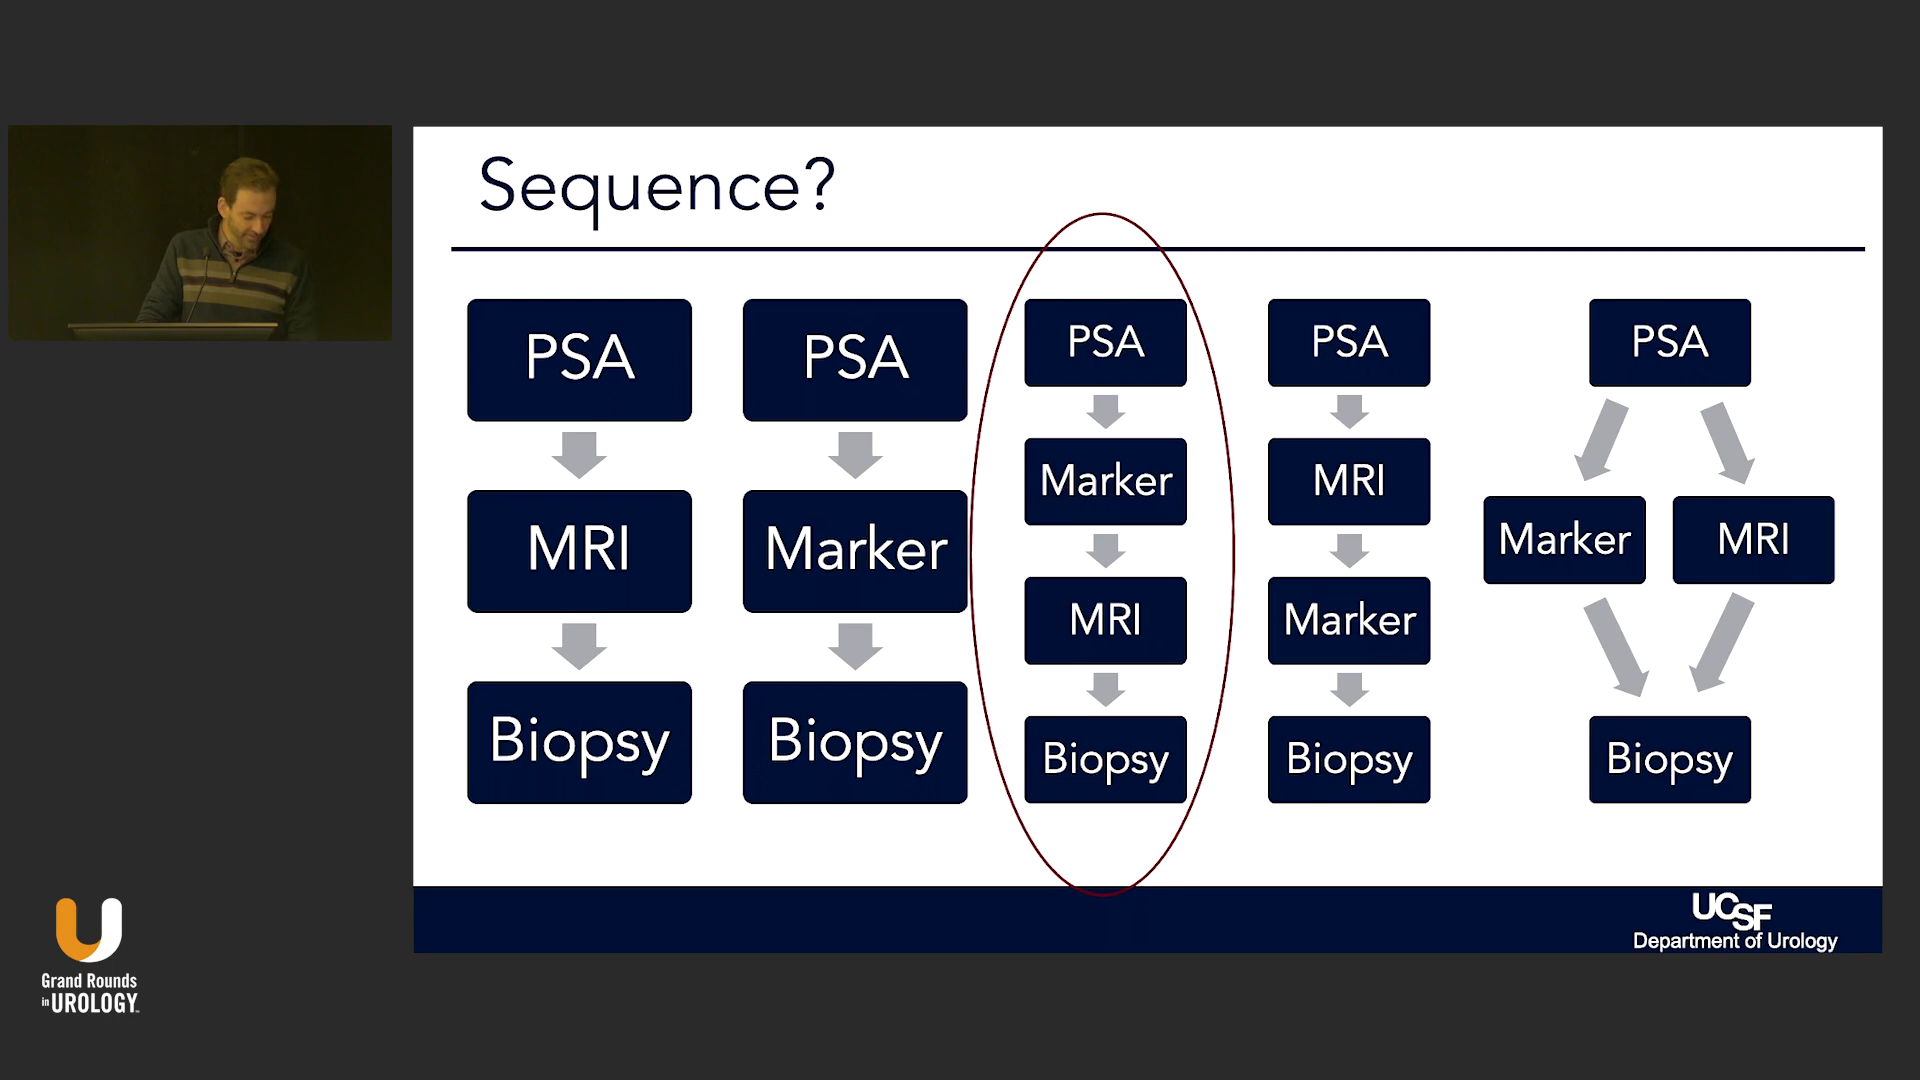 Sequence?
PSA
MRI
Biopsy
PSA
Marker
Biopsy
PSA
Marker
MRI
Biopsy
PSA
MRI
Marker
Biopsy
PSA
Marker
MRI
Biopsy
UCSF
Department of Urology
Grand Rounds
in UROLOGY